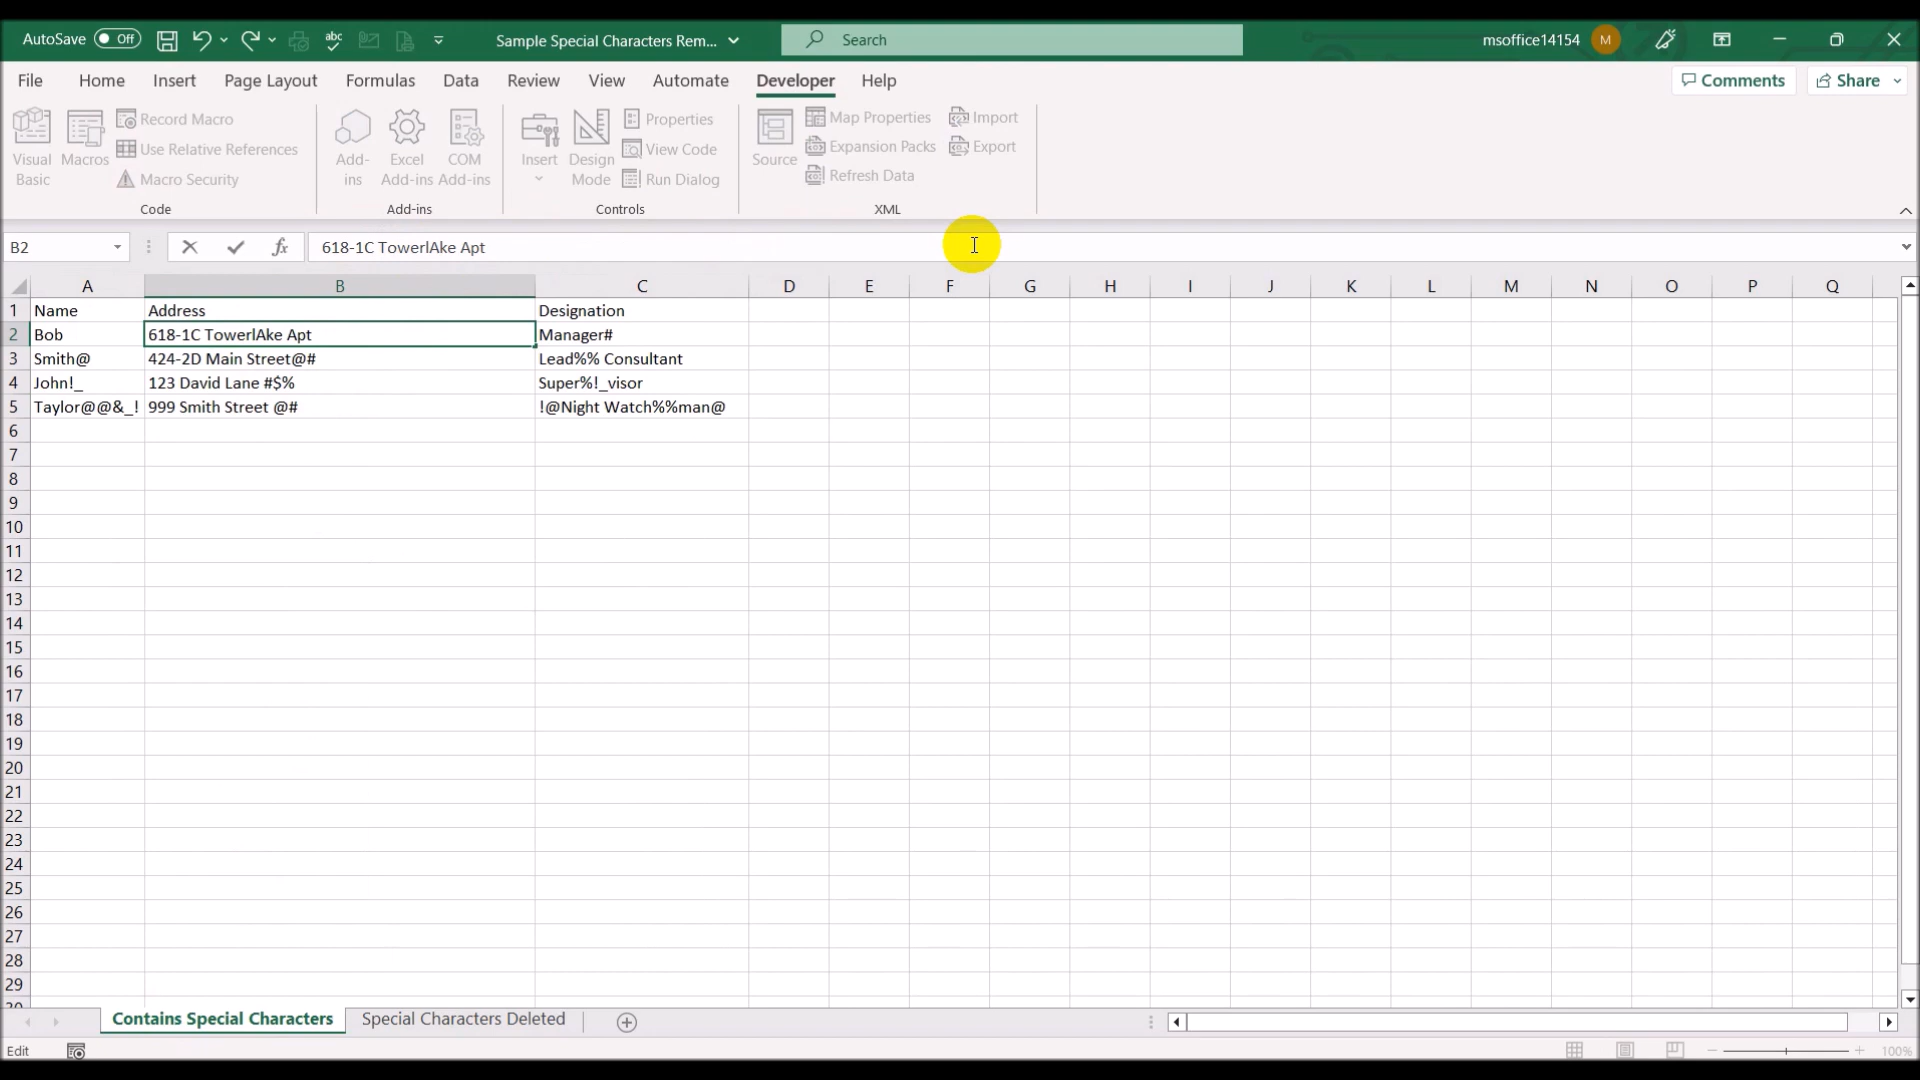 AutoSave Off Sample Special Characters Rem... Search msoffice14154 M
File Home Insert Page Layout Formulas Data Review View Automate Developer Help Comments Share
Visual Basic
Macros
Record Macro
Use Relative References
Macro Security
Code
Add-ins
Excel Add-ins
COM Add-ins
Add-ins
Insert
Design Mode
Properties
View Code
Run Dialog
Controls
Source
Map Properties
Expansion Packs
Refresh Data
Import
Export
XML
B2 fx 618-1C TowerlAke Apt
A B C D E F G H I J K L M N O P Q
1 Name Address Designation
2 Bob 618-1C TowerlAke Apt Manager#
3 Smith@ 424-2D Main Street@# Lead%% Consultant
4 John!_ 123 David Lane #$% Super%!_visor
5 Taylor@@&_! 999 Smith Street @# !@Night Watch%%man@
6
7
8
9
10
11
12
13
14
15
16
17
18
19
20
21
22
23
24
25
26
27
28
29
30
Contains Special Characters Special Characters Deleted
Edit 100%